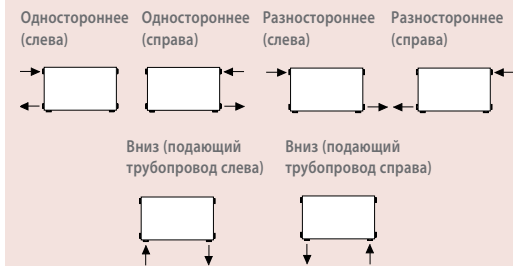 Одностороннее (слева)
Одностороннее (справа)
Разностороннее (слева)
Разностороннее (справа)
Вниз (подающий трубопровод слева)
Вниз (подающий трубопровод справа)